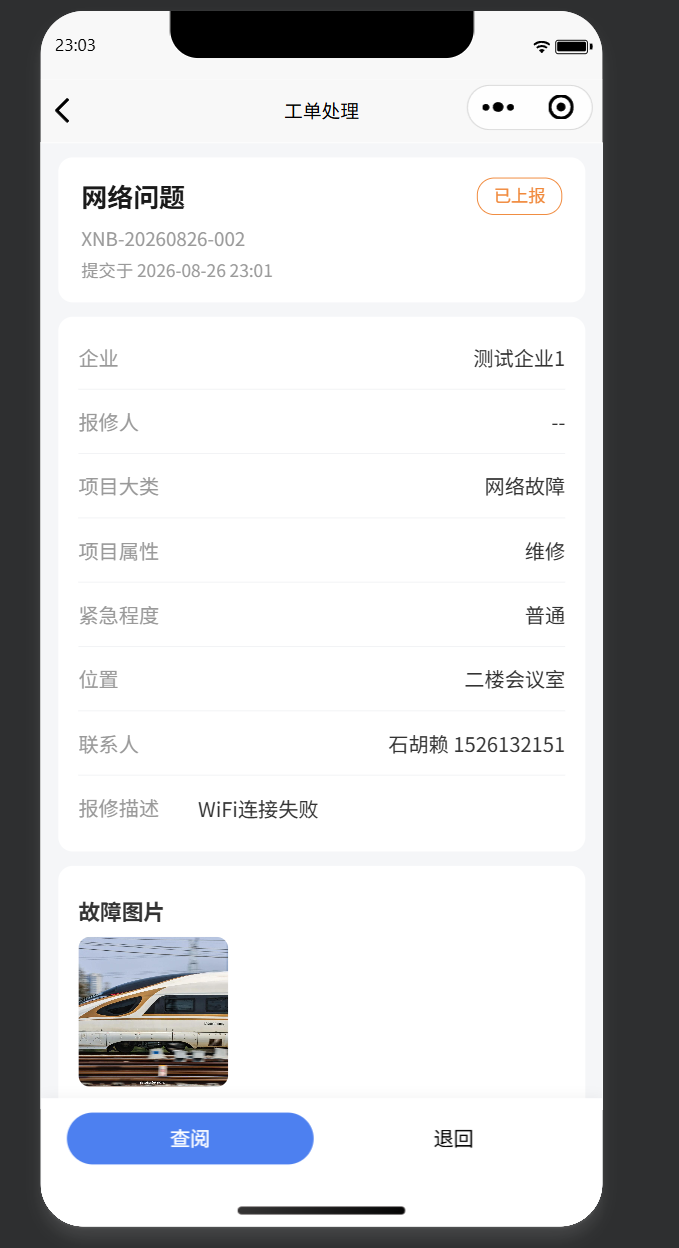 23:03
工单处理
网络问题
已上报
XNB-20260826-002
提交于 2026-08-26 23:01
企业 测试企业1
报修人 --
项目大类 网络故障
项目属性 维修
紧急程度 普通
位置 二楼会议室
联系人 石胡赖 1526132151
报修描述 WiFi连接失败
故障图片
查阅 退回